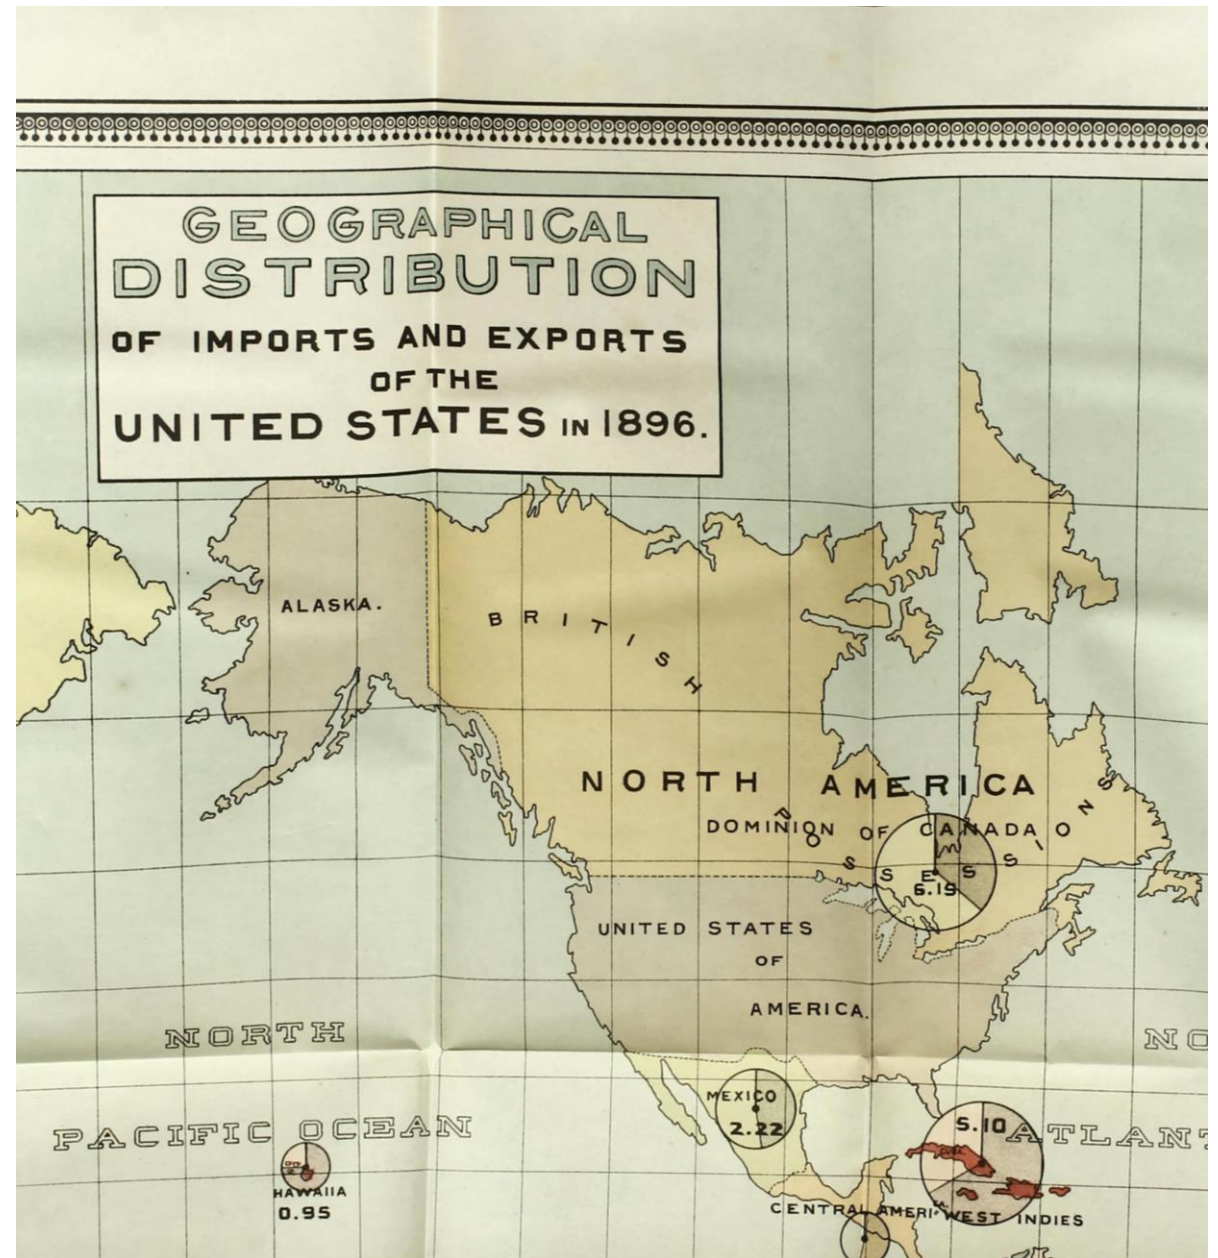 GEOGRAPHICAL
DISTRIBUTION
OF IMPORTS AND EXPORTS
OF THE
UNITED STATES IN 1896.
ALASKA.
BRITISH
NORTH AMERICA
DOMINION OF CANADA
POSSESSIONS
6.19
UNITED STATES
OF
AMERICA.
NORTH
NO
PACIFIC OCEAN
MEXICO
2.22
5.10
ATLANT
CUBA
HAWAIIA
0.95
CENTRAL AMERI
WEST INDIES